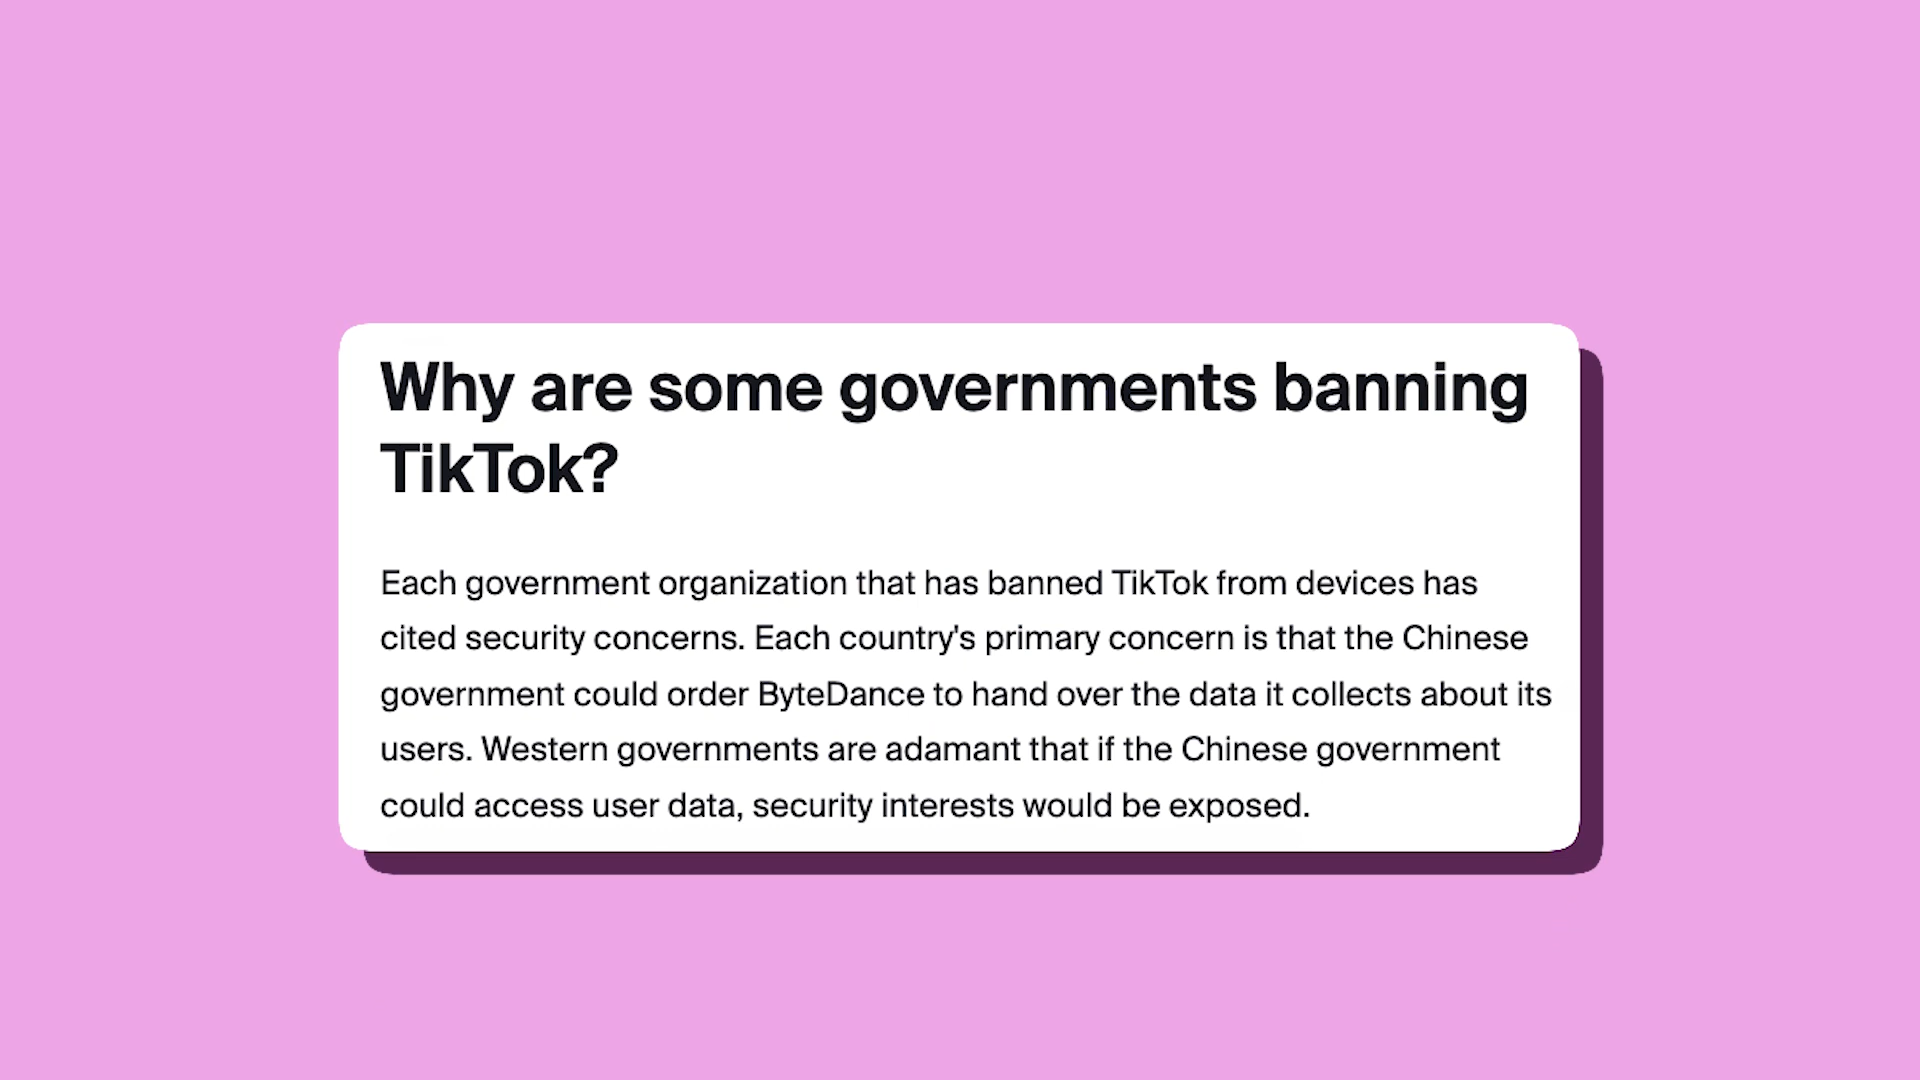 Why are some governments banning
TikTok?
Each government organization that has banned TikTok from devices has
cited security concerns. Each country's primary concern is that the Chinese
government could order ByteDance to hand over the data it collects about its
users. Western governments are adamant that if the Chinese government
could access user data, security interests would be exposed.